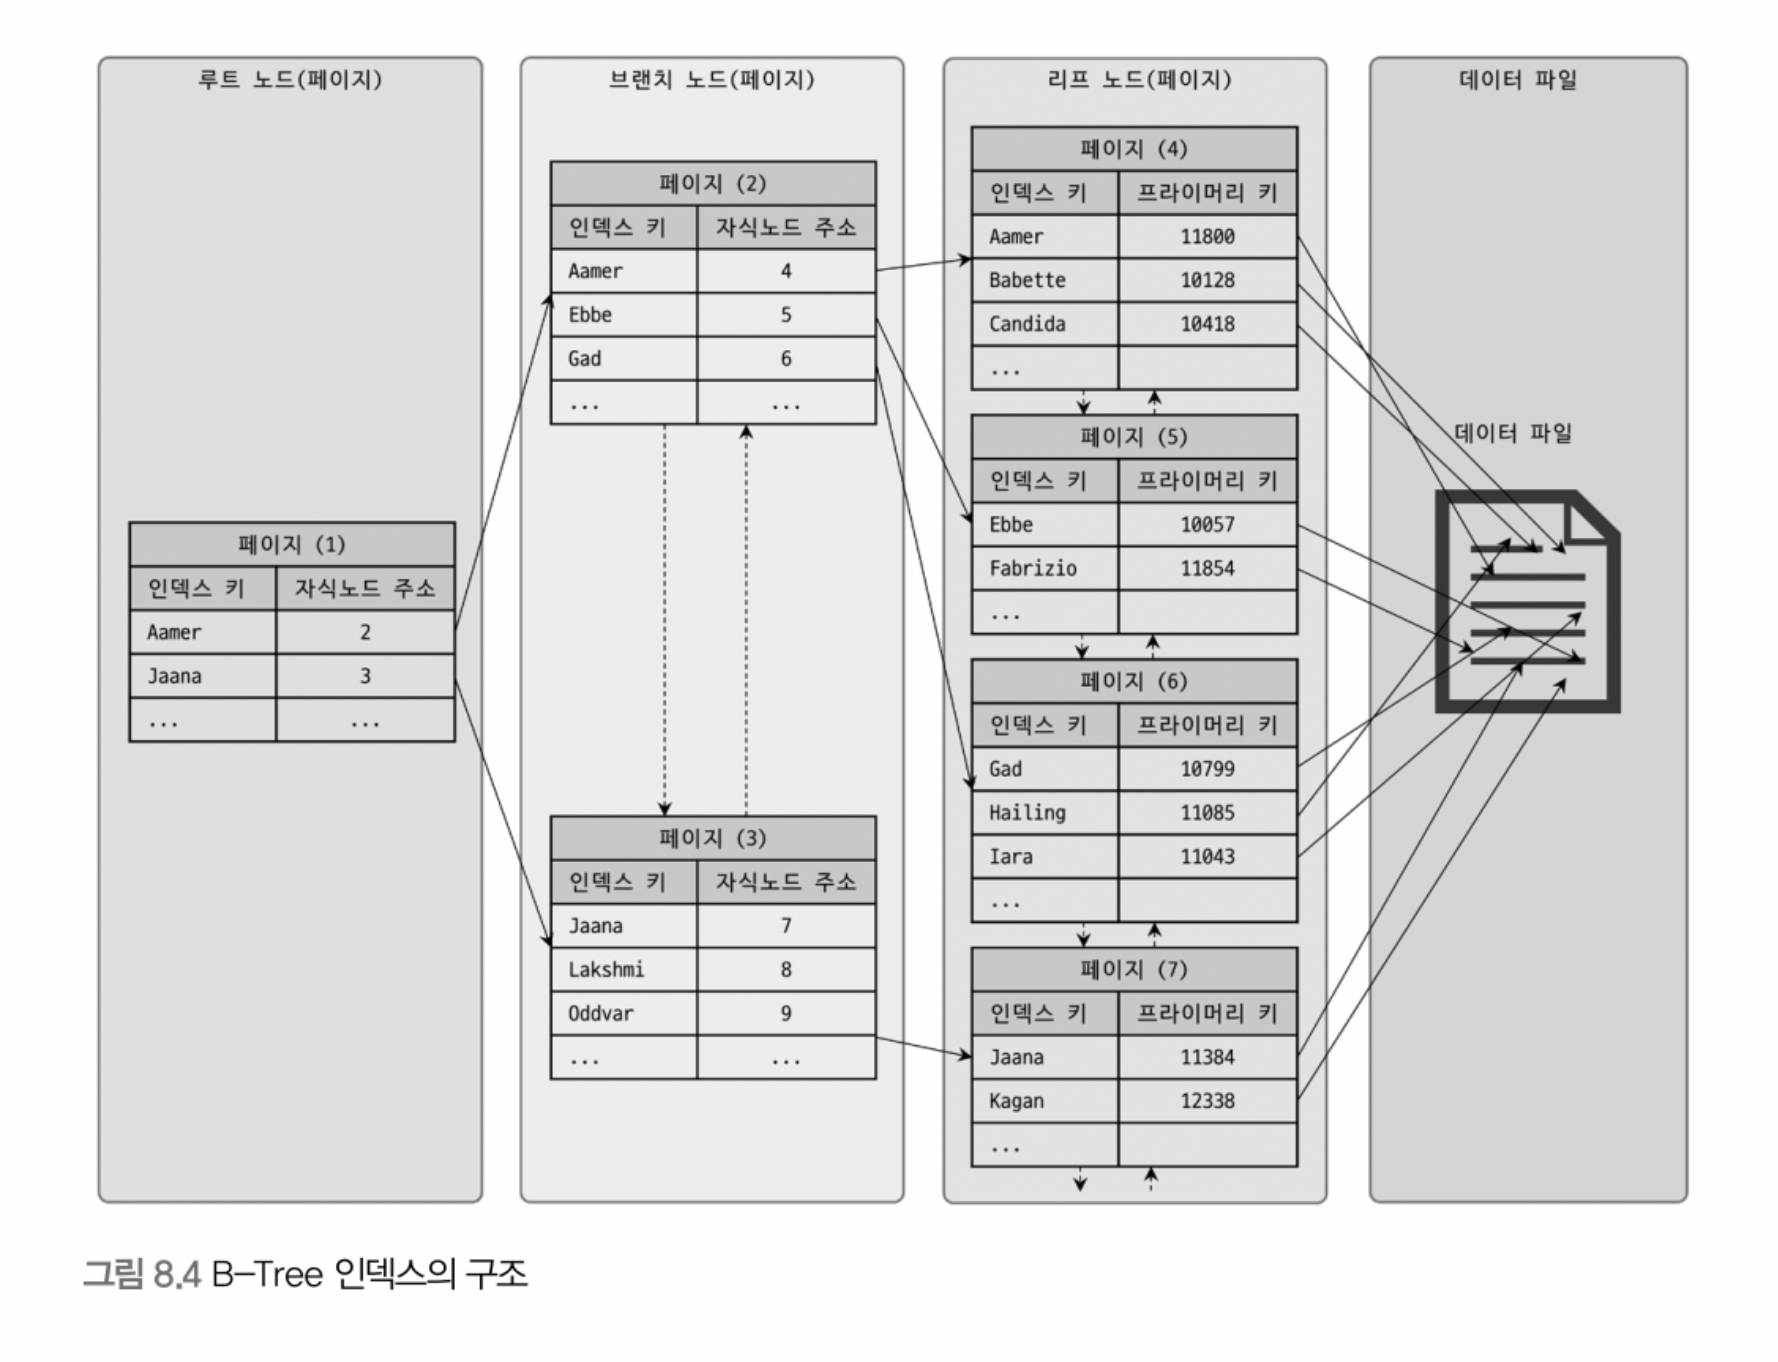 루트 노드(페이지)
페이지 (1)
인덱스 키 자식노드 주소
Aamer 2
Jaana 3
... ...
브랜치 노드(페이지)
페이지 (2)
인덱스 키 자식노드 주소
Aamer 4
Ebbe 5
Gad 6
... ...
페이지 (3)
인덱스 키 자식노드 주소
Jaana 7
Lakshmi 8
Oddvar 9
... ...
리프 노드(페이지)
페이지 (4)
인덱스 키 프라이머리 키
Aamer 11800
Babette 10128
Candida 10418
...
페이지 (5)
인덱스 키 프라이머리 키
Ebbe 10057
Fabrizio 11854
...
페이지 (6)
인덱스 키 프라이머리 키
Gad 10799
Hailing 11085
Iara 11043
...
페이지 (7)
인덱스 키 프라이머리 키
Jaana 11384
Kagan 12338
...
데이터 파일
데이터 파일
그림 8.4 B-Tree 인덱스의 구조